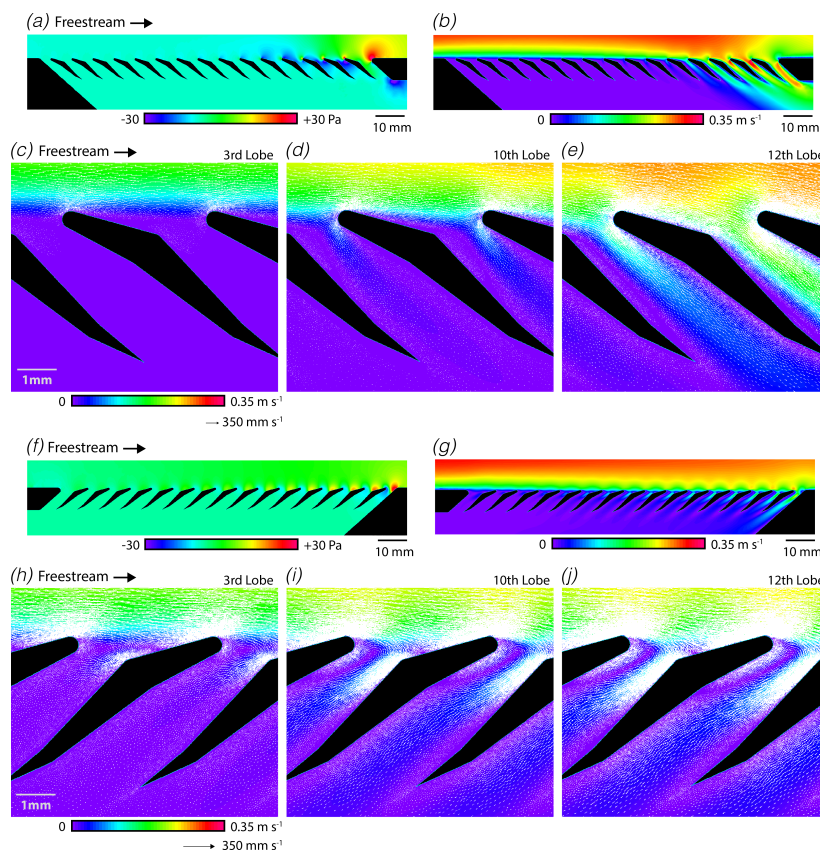 (a) Freestream
(b)
-30 +30 Pa
10 mm
0 0.35 m s-1
10 mm
(c) Freestream 3rd Lobe
(d) 10th Lobe
(e) 12th Lobe
1mm
0 0.35 m s-1
350 mm s-1
(f) Freestream
(g)
-30 +30 Pa
10 mm
0 0.35 m s-1
10 mm
(h) Freestream 3rd Lobe
(i) 10th Lobe
(j) 12th Lobe
1mm
0 0.35 m s-1
350 mm s-1